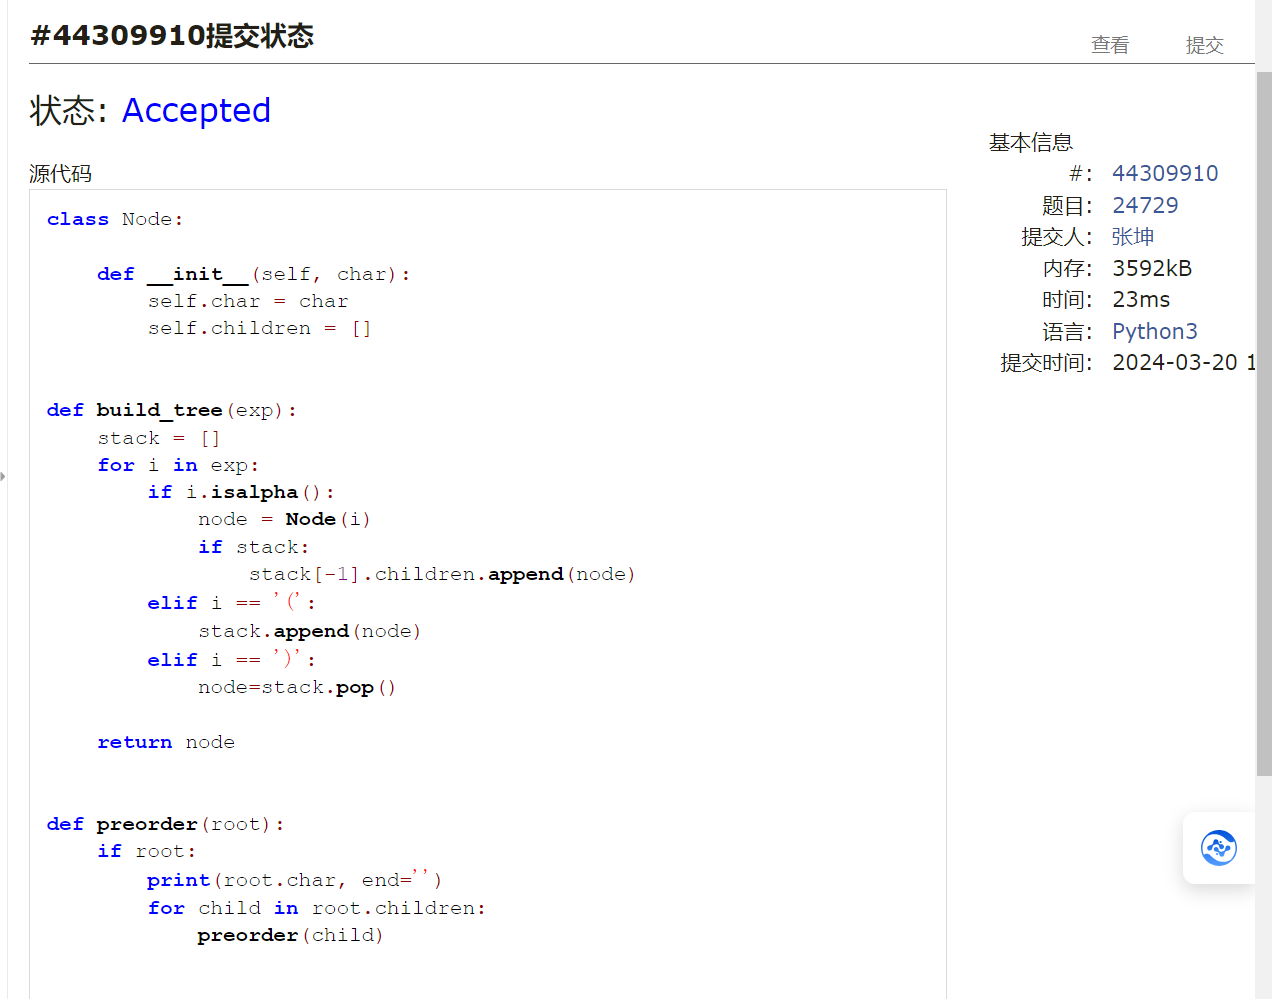 #44309910提交状态
查看
提交
状态: Accepted
源代码
class Node:
    def __init__(self, char):
        self.char = char
        self.children = []
def build_tree(exp):
    stack = []
    for i in exp:
        if i.isalpha():
            node = Node(i)
            if stack:
                stack[-1].children.append(node)
        elif i == '(':
            stack.append(node)
        elif i == ')':
            node=stack.pop()
    return node
def preorder(root):
    if root:
        print(root.char, end='')
        for child in root.children:
            preorder(child)
基本信息
#: 44309910
题目: 24729
提交人: 张坤
内存: 3592kB
时间: 23ms
语言: Python3
提交时间: 2024-03-20 1